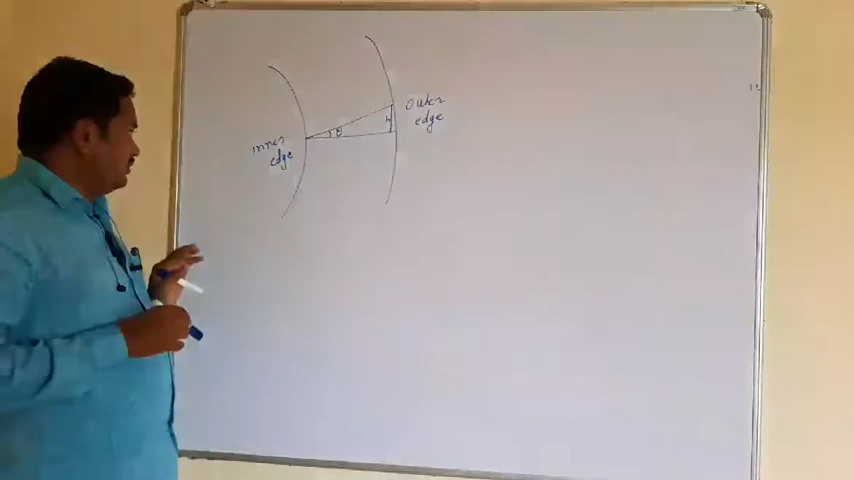 outer
edge
h
θ
inner
edge